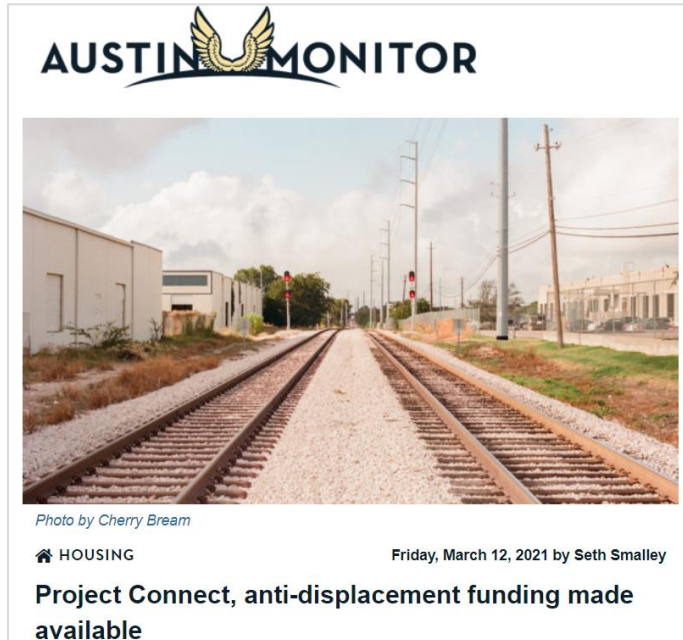 AUSTIN MONITOR
Photo by Cherry Bream
HOUSING
Friday, March 12, 2021 by Seth Smalley
Project Connect, anti-displacement funding made
available